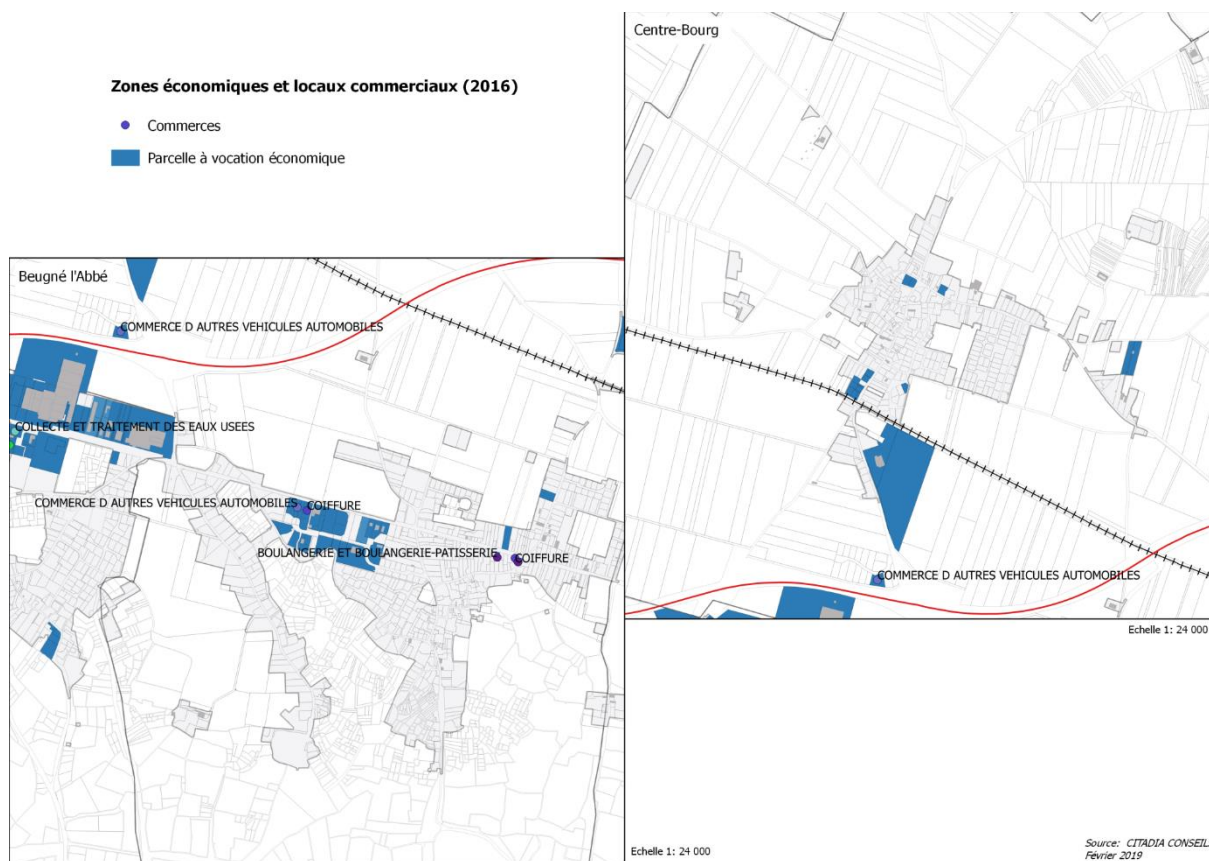 Zones économiques et locaux commerciaux (2016)
Commerces
Parcelle à vocation économique
Beugné l'Abbé
COMMERCE D AUTRES VEHICULES AUTOMOBILES
COLLECTE ET TRAITEMENT DES EAUX USEES
COMMERCE D AUTRES VEHICULES AUTOMOBILES
COIFFURE
BOULANGERIE ET BOULANGERIE-PATISSERIE
COIFFURE
Echelle 1: 24 000
Centre-Bourg
COMMERCE D AUTRES VEHICULES AUTOMOBILES
Echelle 1: 24 000
Source: CITADIA CONSEIL
Février 2019